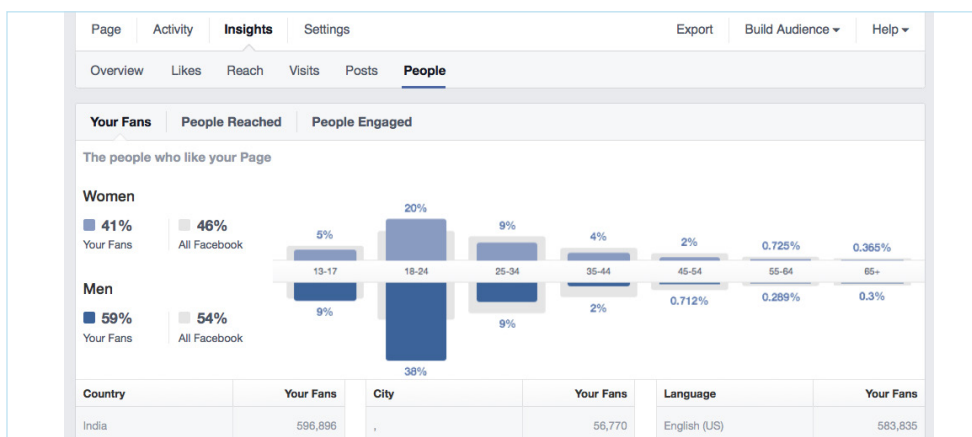 Page Activity Insights Settings Export Build Audience Help
Overview Likes Reach Visits Posts People
Your Fans People Reached People Engaged
The people who like your Page
Women
41% 46%
Your Fans All Facebook
5% 20% 9% 4% 2% 0.725% 0.365%
13-17 18-24 25-34 35-44 45-54 55-64 65+
Men
59% 54%
Your Fans All Facebook
9% 38% 9% 2% 0.712% 0.289% 0.3%
Country Your Fans City Your Fans Language Your Fans
India 596,896 , 56,770 English (US) 583,835